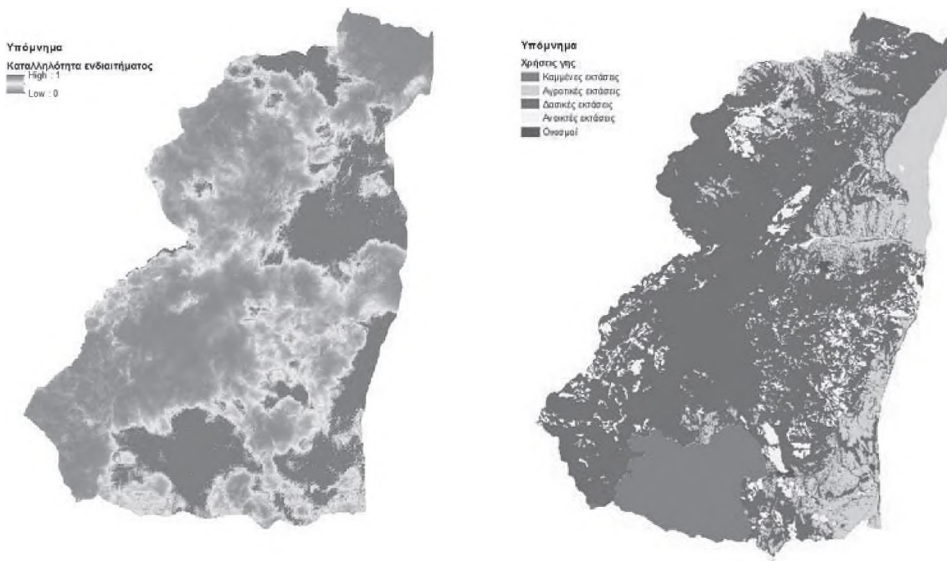 Υπόμνημα
Καταλληλότητα ενδιαιτήματος
High : 1
Low : 0
Υπόμνημα
Χρήσεις γης
Καμμένες εκτάσεις
Αγροτικές εκτάσεις
Δασικές εκτάσεις
Ανοικτές εκτάσεις
Οικισμοί